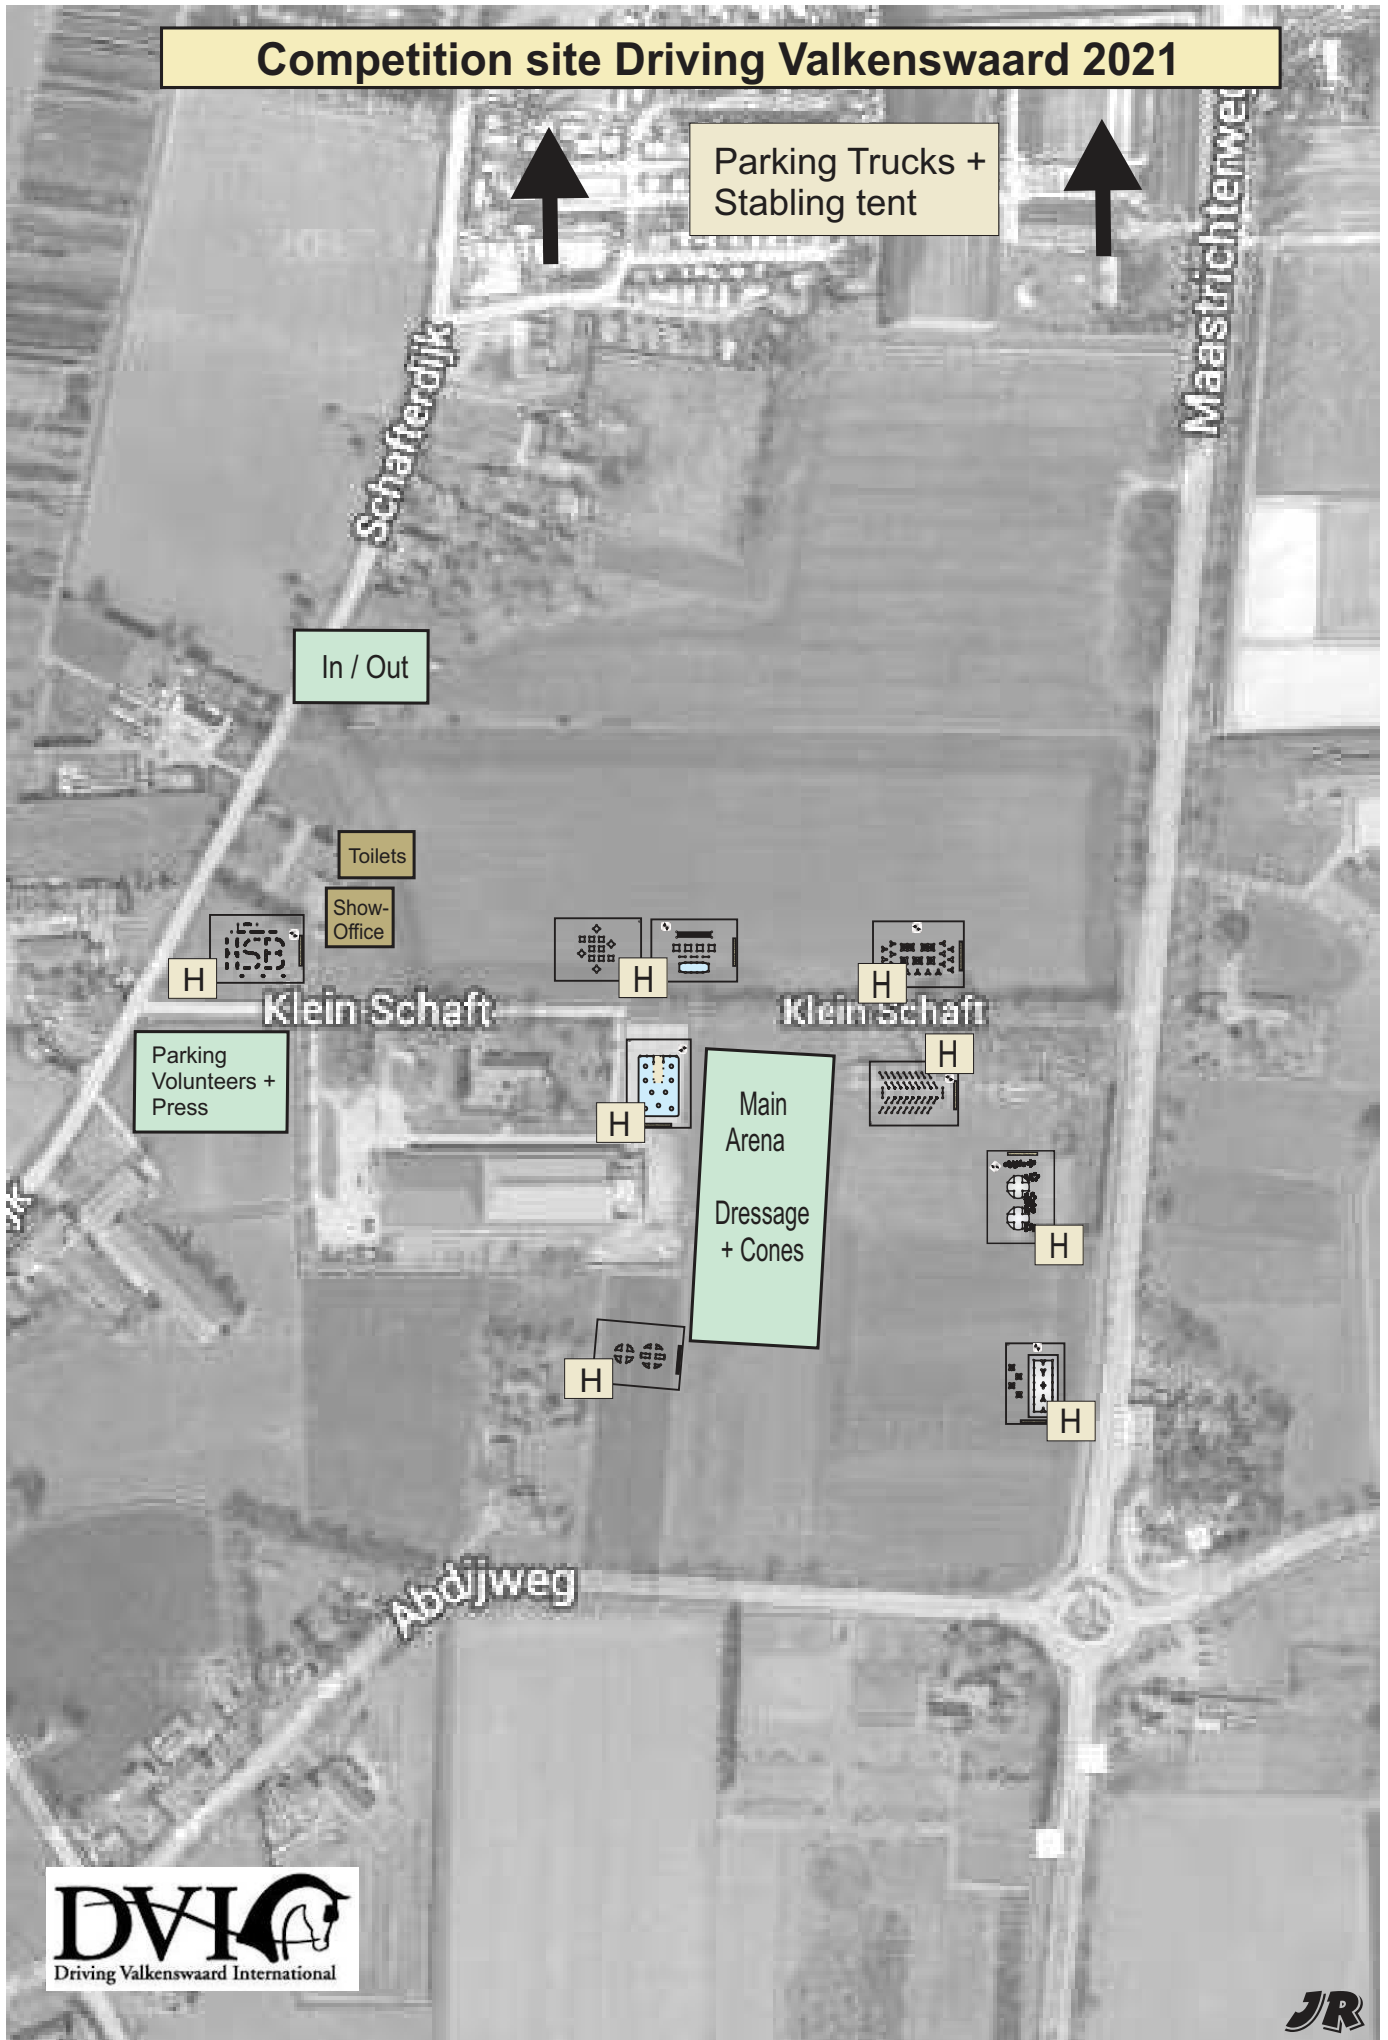 Competition site Driving Valkenswaard 2021
Parking Trucks +
Stabling tent
Maastrichterweg
Schafterdijk
In / Out
Toilets
Show-
Office
HSB
H
H
H
Klein Schaft
Klein Schaft
Parking
Volunteers +
Press
H
H
Main
Arena
Dressage
+ Cones
H
H
H
Abdijweg
DVI
Driving Valkenswaard International
JR